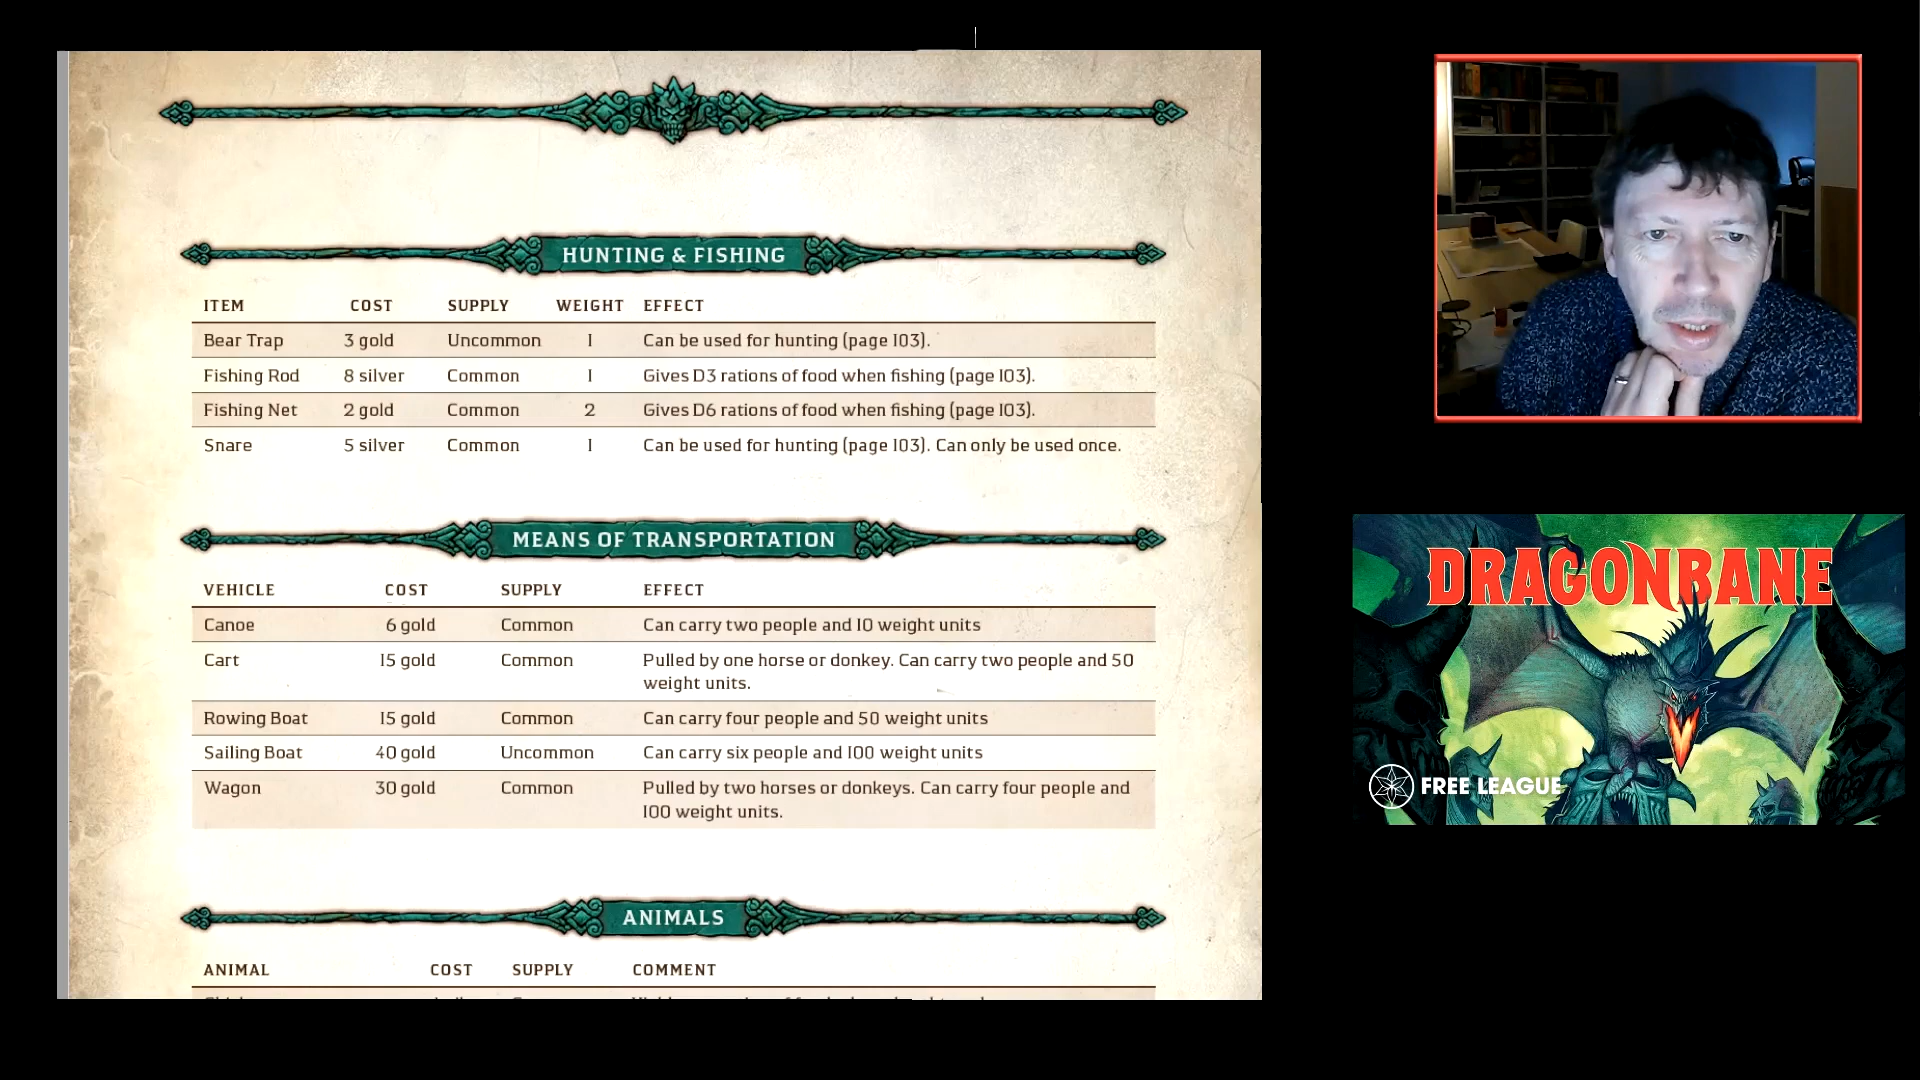 HUNTING & FISHING
ITEM COST SUPPLY WEIGHT EFFECT
Bear Trap 3 gold Uncommon 1 Can be used for hunting (page 103).
Fishing Rod 8 silver Common 1 Gives D3 rations of food when fishing (page 103).
Fishing Net 2 gold Common 2 Gives D6 rations of food when fishing (page 103).
Snare 5 silver Common 1 Can be used for hunting (page 103). Can only be used once.
MEANS OF TRANSPORTATION
VEHICLE COST SUPPLY EFFECT
Canoe 6 gold Common Can carry two people and 10 weight units
Cart 15 gold Common Pulled by one horse or donkey. Can carry two people and 50
weight units.
Rowing Boat 15 gold Common Can carry four people and 50 weight units
Sailing Boat 40 gold Uncommon Can carry six people and 100 weight units
Wagon 30 gold Common Pulled by two horses or donkeys. Can carry four people and
100 weight units.
ANIMALS
ANIMAL COST SUPPLY COMMENT
DRAGONBANE
FREE LEAGUE